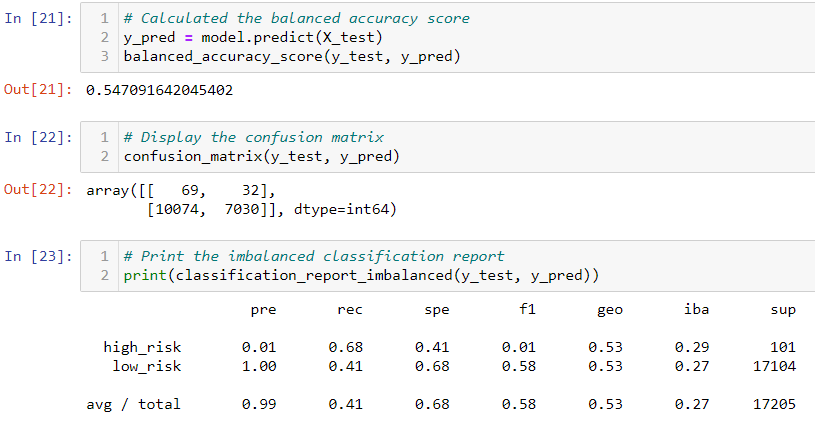 In [21]: 1 # Calculated the balanced accuracy score
2 y_pred = model.predict(X_test)
3 balanced_accuracy_score(y_test, y_pred)
Out[21]: 0.547091642045402
In [22]: 1 # Display the confusion matrix
2 confusion_matrix(y_test, y_pred)
Out[22]: array([[ 69, 32],
[10074, 7030]], dtype=int64)
In [23]: 1 # Print the imbalanced classification report
2 print(classification_report_imbalanced(y_test, y_pred))
pre rec spe f1 geo iba sup
high_risk 0.01 0.68 0.41 0.01 0.53 0.29 101
low_risk 1.00 0.41 0.68 0.58 0.53 0.27 17104
avg / total 0.99 0.41 0.68 0.58 0.53 0.27 17205